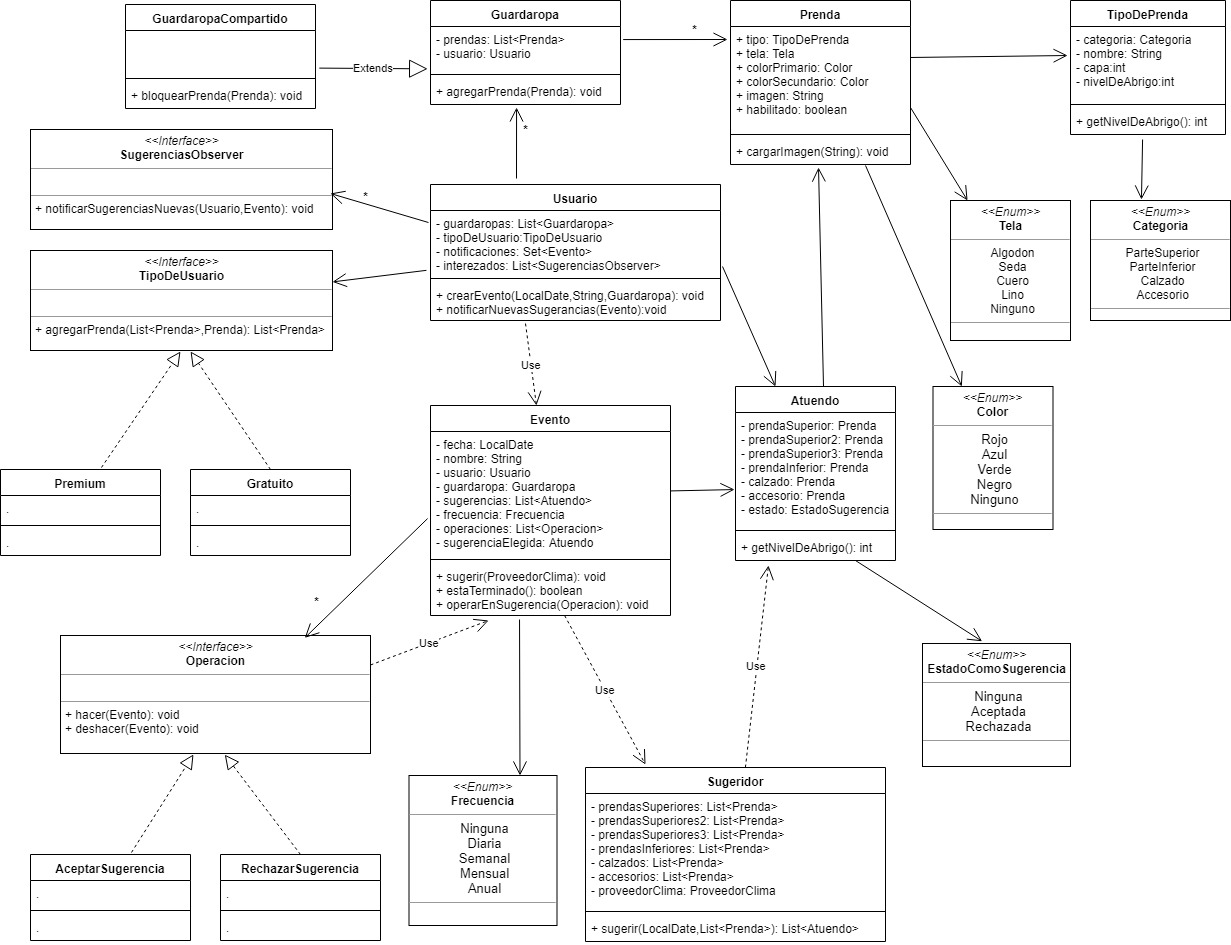 GuardaropaCompartido
+ bloquearPrenda(Prenda): void
Extends
Guardaropa
- prendas: List<Prenda>
- usuario: Usuario
+ agregarPrenda(Prenda): void
*
Prenda
+ tipo: TipoDePrenda
+ tela: Tela
+ colorPrimario: Color
+ colorSecundario: Color
+ imagen: String
+ habilitado: boolean
+ cargarImagen(String): void
TipoDePrenda
- categoria: Categoria
- nombre: String
- capa:int
- nivelDeAbrigo:int
+ getNivelDeAbrigo(): int
<<Interface>>
SugerenciasObserver
+ notificarSugerenciasNuevas(Usuario,Evento): void
*
*
Usuario
- guardaropas: List<Guardaropa>
- tipoDeUsuario:TipoDeUsuario
- notificaciones: Set<Evento>
- interezados: List<SugerenciasObserver>
+ crearEvento(LocalDate,String,Guardaropa): void
+ notificarNuevasSugerancias(Evento):void
<<Enum>>
Tela
Algodon
Seda
Cuero
Lino
Ninguno
<<Enum>>
Categoria
ParteSuperior
ParteInferior
Calzado
Accesorio
<<Interface>>
TipoDeUsuario
+ agregarPrenda(List<Prenda>,Prenda): List<Prenda>
Use
Premium
.
.
Gratuito
.
.
Evento
- fecha: LocalDate
- nombre: String
- usuario: Usuario
- guardaropa: Guardaropa
- sugerencias: List<Atuendo>
- frecuencia: Frecuencia
- operaciones: List<Operacion>
- sugerenciaElegida: Atuendo
+ sugerir(ProveedorClima): void
+ estaTerminado(): boolean
+ operarEnSugerencia(Operacion): void
Atuendo
- prendaSuperior: Prenda
- prendaSuperior2: Prenda
- prendaSuperior3: Prenda
- prendaInferior: Prenda
- calzado: Prenda
- accesorio: Prenda
- estado: EstadoSugerencia
+ getNivelDeAbrigo(): int
<<Enum>>
Color
Rojo
Azul
Verde
Negro
Ninguno
*
<<Interface>>
Operacion
+ hacer(Evento): void
+ deshacer(Evento): void
Use
Use
Use
<<Enum>>
EstadoComoSugerencia
Ninguna
Aceptada
Rechazada
AceptarSugerencia
.
.
RechazarSugerencia
.
.
<<Enum>>
Frecuencia
Ninguna
Diaria
Semanal
Mensual
Anual
Sugeridor
- prendasSuperiores: List<Prenda>
- prendasSuperiores2: List<Prenda>
- prendasSuperiores3: List<Prenda>
- prendasInferiores: List<Prenda>
- calzados: List<Prenda>
- accesorios: List<Prenda>
- proveedorClima: ProveedorClima
+ sugerir(LocalDate,List<Prenda>): List<Atuendo>